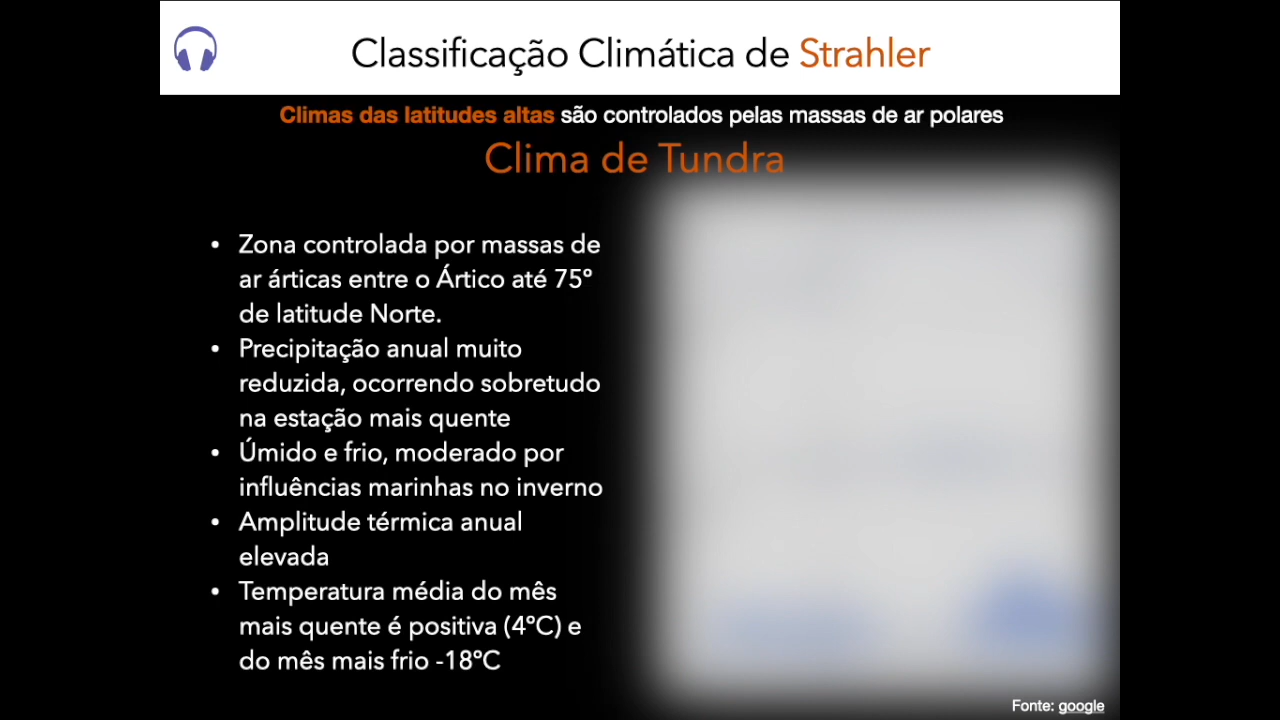 Classificação Climática de Strahler
Climas das latitudes altas são controlados pelas massas de ar polares
Clima de Tundra
• Zona controlada por massas de
ar árticas entre o Ártico até 75º
de latitude Norte.
• Precipitação anual muito
reduzida, ocorrendo sobretudo
na estação mais quente
• Úmido e frio, moderado por
influências marinhas no inverno
• Amplitude térmica anual
elevada
• Temperatura média do mês
mais quente é positiva (4ºC) e
do mês mais frio -18ºC
Fonte: google